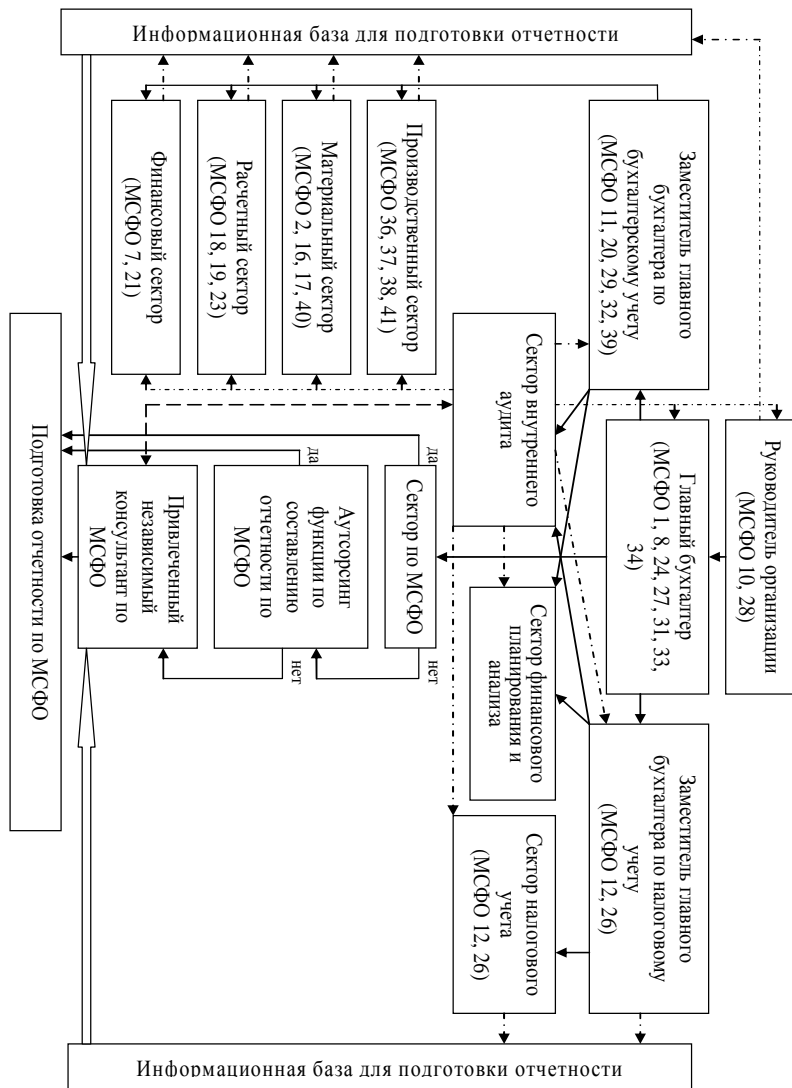 Руководитель организации
(МСФО 10, 28)
Заместитель главного
бухгалтера по
бухгалтерскому учету
(МСФО 11, 20, 29, 32, 39)
Главный бухгалтер
(МСФО 1, 8, 24, 27, 31, 33,
34)
Заместитель главного
бухгалтера по налоговому
учету
(МСФО 12, 26)
Сектор внутреннего
аудита
Сектор финансового
планирования и
анализа
Сектор налогового
учета
(МСФО 12, 26)
Производственный сектор
(МСФО 36, 37, 38, 41)
Материальный сектор
(МСФО 2, 16, 17, 40)
Расчетный сектор
(МСФО 18, 19, 23)
Финансовый сектор
(МСФО 7, 21)
да
Сектор по МСФО
нет
да
Аутсорсинг
функции по
составлению
отчетности по
МСФО
нет
Привлеченный
независимый
консультант по
МСФО
Подготовка отчетности по МСФО
Информационная база для подготовки отчетности
Информационная база для подготовки отчетности